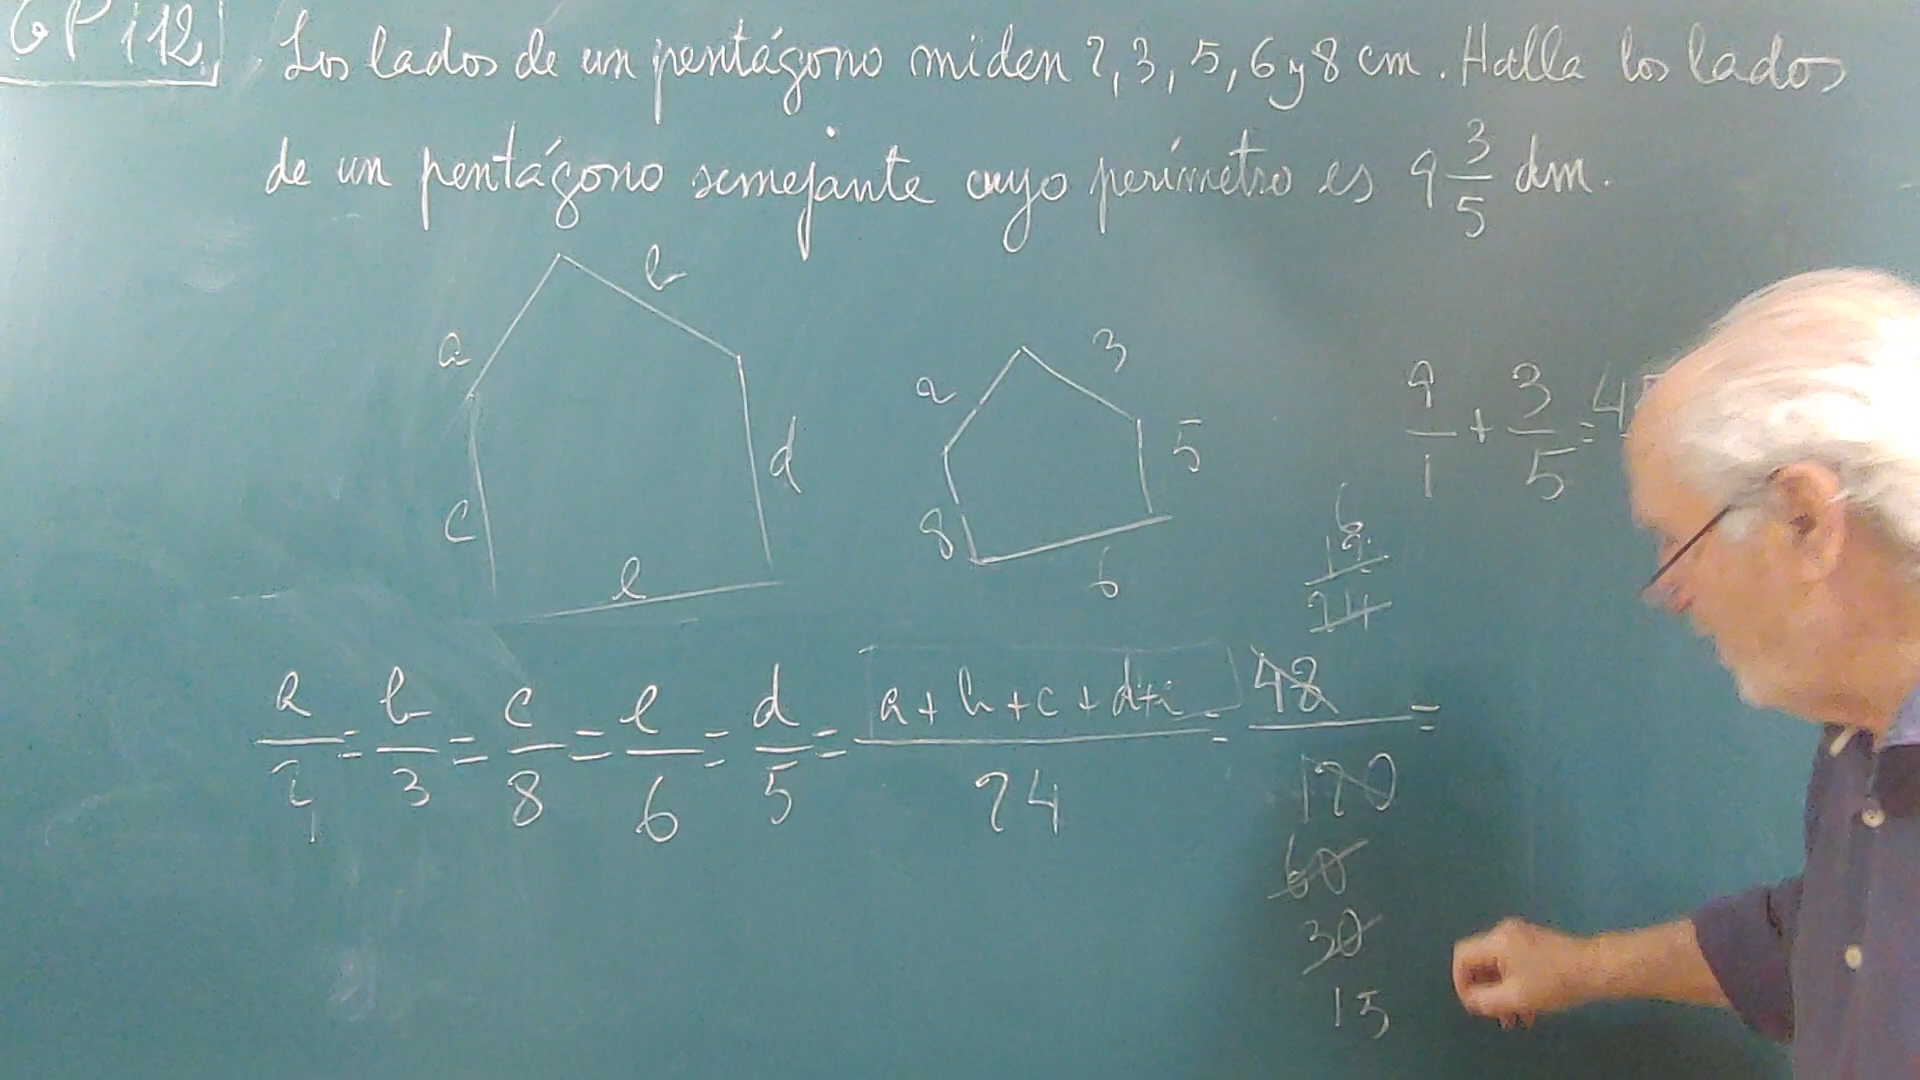 GP i12 Los lados de un pentágono miden 2, 3, 5, 6 y 8 cm. Halla los lados
de un pentágono semejante cuyo perímetro es 9 3/5 dm.
b
a
3
2
9/1 + 3/5 = 4
d
5
c
8
6
12
24
e
6
a/2 = b/3 = c/8 = e/6 = d/5 = a+b+c+d+e/24 = 48/120 =
60
30
15